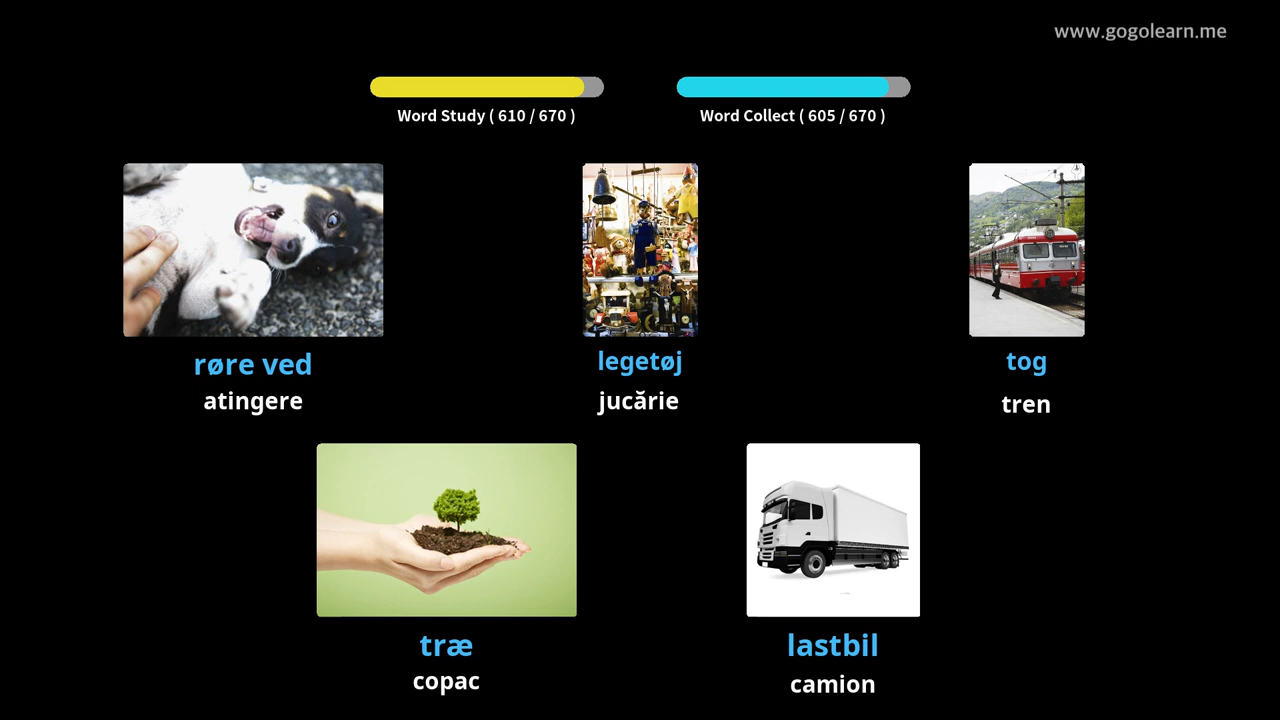 www.gogolearn.me
Word Study ( 610 / 670 )
Word Collect ( 605 / 670 )
røre ved
atingere
legetøj
jucărie
tog
tren
træ
copac
lastbil
camion